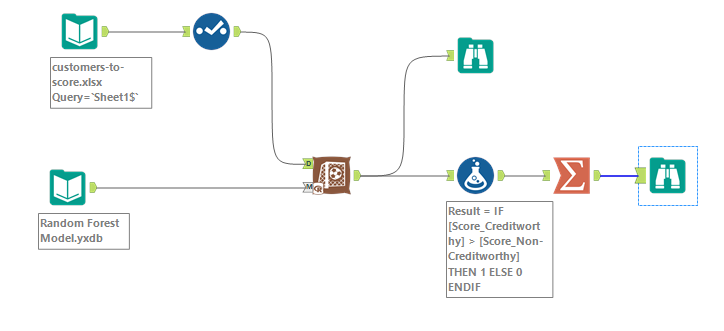 customers-to-
score.xlsx
Query=`Sheet1$`
D
M
Random Forest
Model.yxdb
Result = IF
[Score_Creditwort
hy] > [Score_Non-
Creditworthy]
THEN 1 ELSE 0
ENDIF